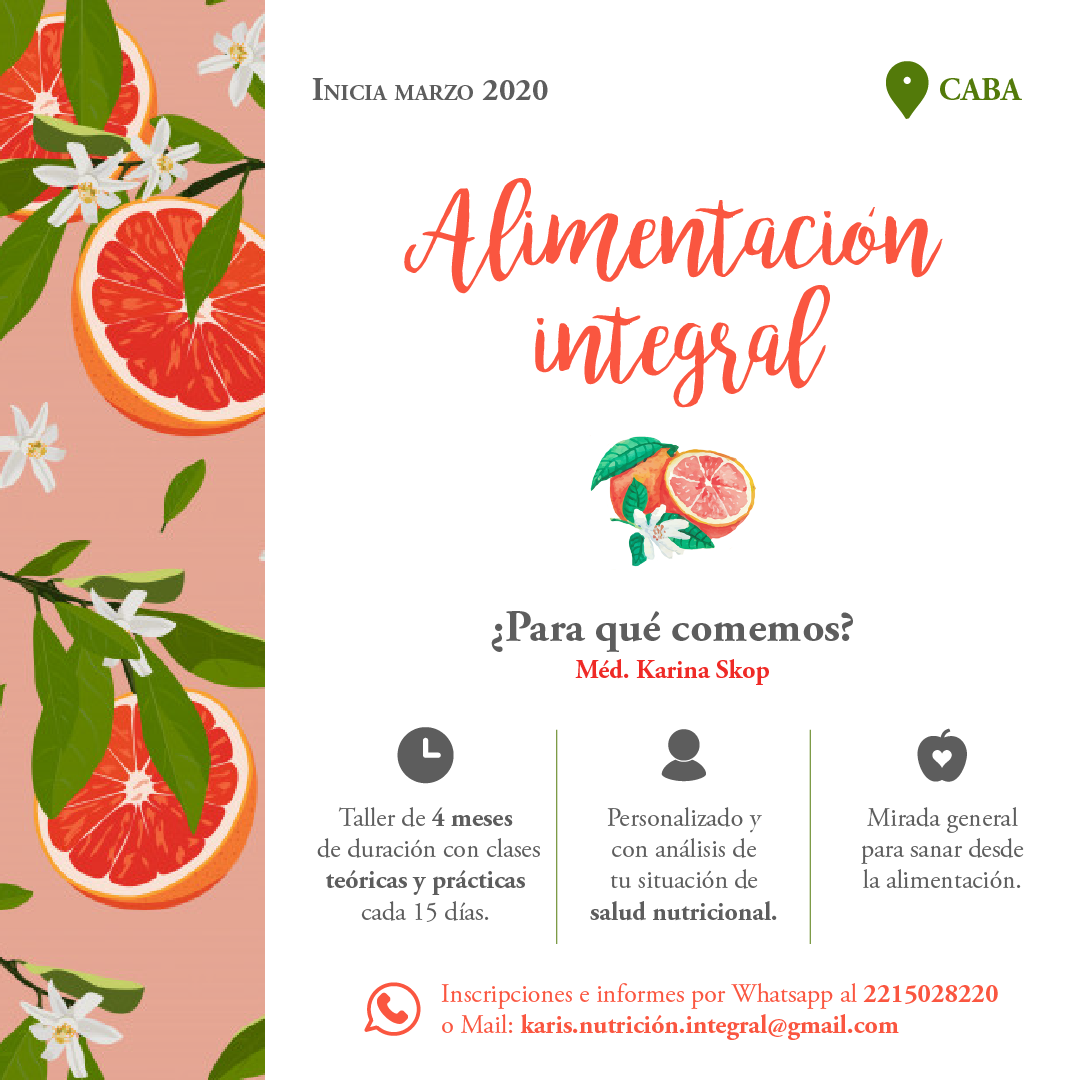 Inicia marzo 2020
CABA
Alimentación
integral
¿Para qué comemos?
Méd. Karina Skop
Taller de 4 meses
de duración con clases
teóricas y prácticas
cada 15 días.
Personalizado y
con análisis de
tu situación de
salud nutricional.
Mirada general
para sanar desde
la alimentación.
Inscripciones e informes por Whatsapp al 2215028220
o Mail: karis.nutrición.integral@gmail.com